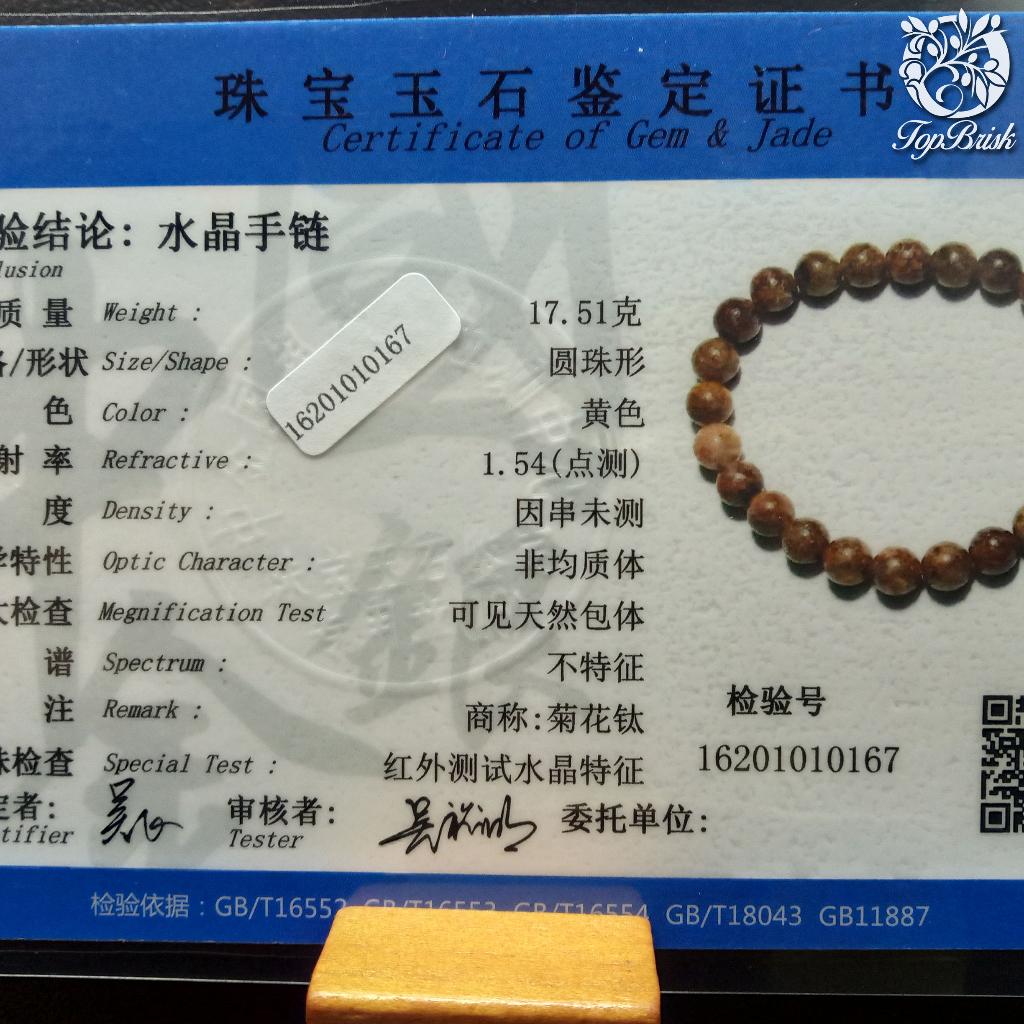 珠宝玉石鉴定证书
Certificate of Gem & Jade
TopBrisk
验结论：水晶手链
lusion
质量 Weight : 17.51克
格/形状 Size/Shape : 圆珠形
色 Color : 黄色
射率 Refractive : 1.54(点测)
度 Density : 因串未测
学特性 Optic Character : 非均质体
大检查 Megnification Test 可见天然包体
谱 Spectrum : 不特征
注 Remark : 商称:菊花钛
殊检查 Special Test : 红外测试水晶特征
16201010167
检验号
16201010167
定者: 审核者: 委托单位:
tifier Tester
检验依据：GB/T16552 GB/T16553 GB/T16554 GB/T18043 GB11887